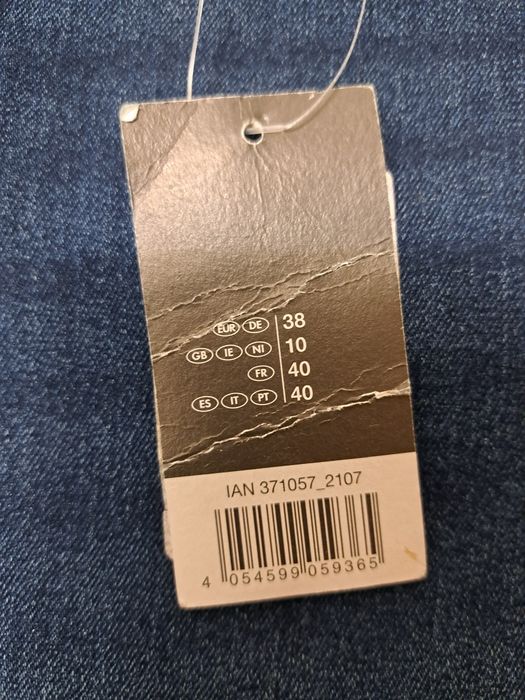 EUR DE 38
GB IE NI 10
FR 40
ES IT PT 40
IAN 371057_2107
4 054599 059365